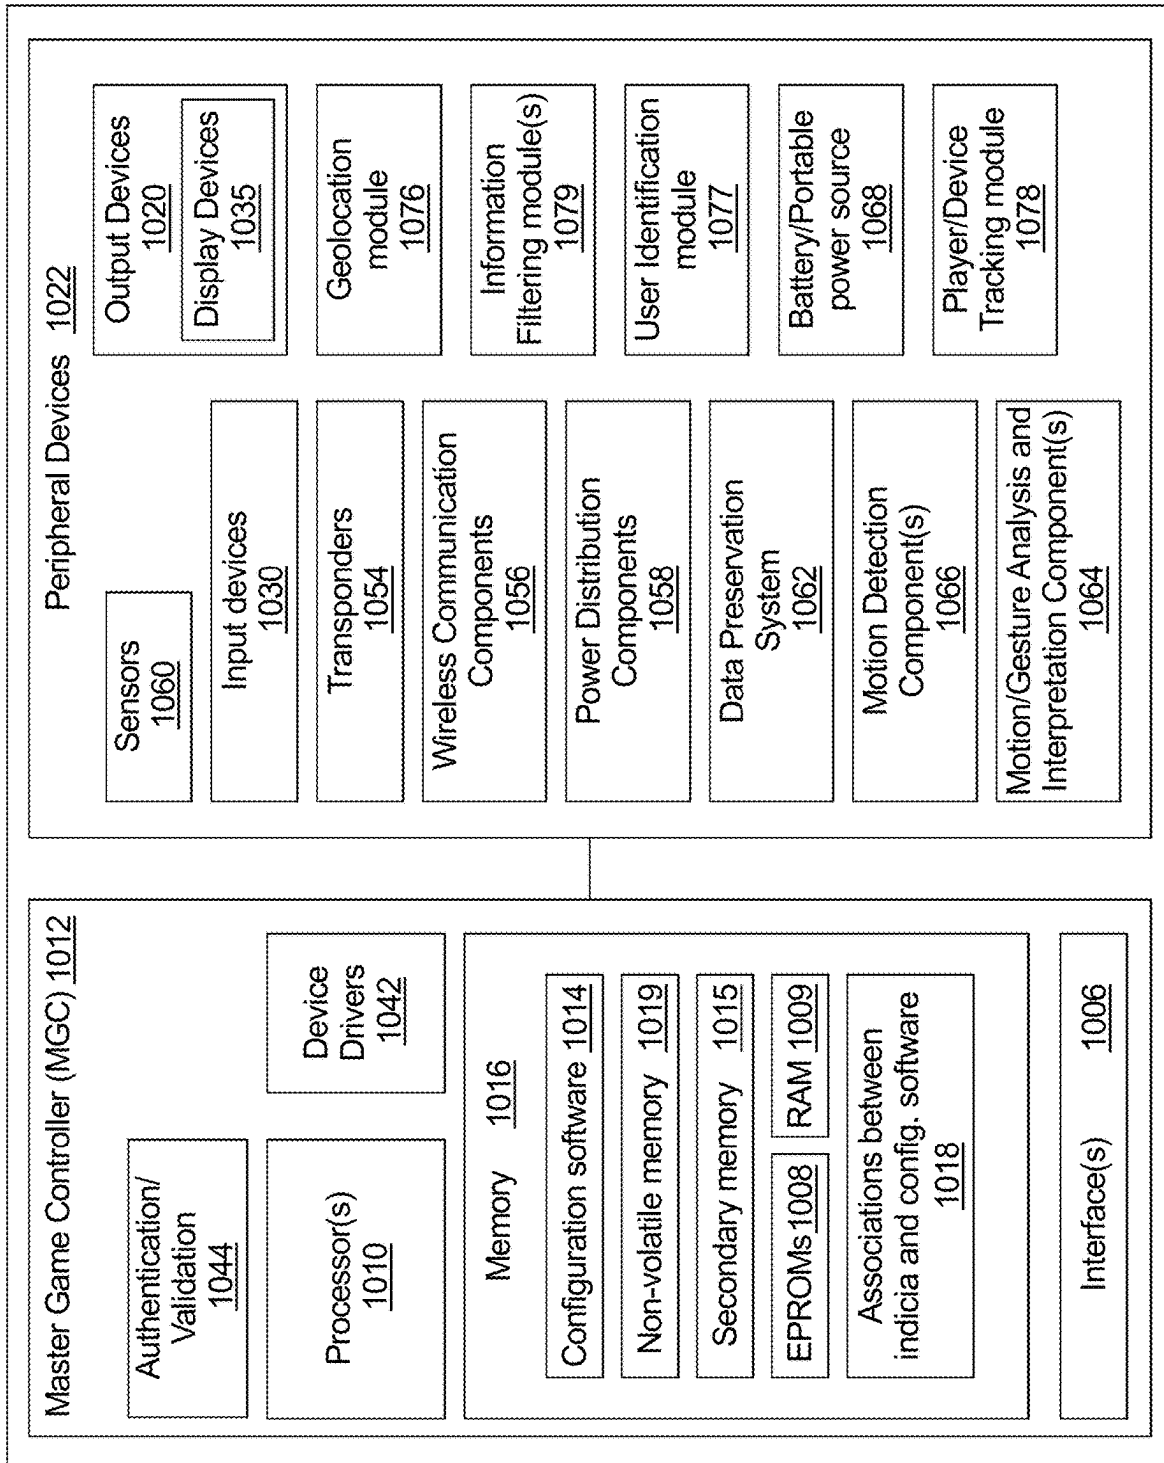 Master Game Controller (MGC) 1012
Authentication/
Validation
1044
Processor(s)
1010
Device
Drivers
1042
Memory 1016
Configuration software 1014
Non-volatile memory 1019
Secondary memory 1015
EPROMs1008
RAM 1009
Associations between
indicia and config. software
1018
Interface(s) 1006
Peripheral Devices 1022
Sensors
1060
Input devices
1030
Transponders
1054
Wireless Communication
Components
1056
Power Distribution
Components
1058
Data Preservation
System
1062
Motion Detection
Component(s)
1066
Motion/Gesture Analysis and
Interpretation Component(s)
1064
Output Devices
1020
Display Devices
1035
Geolocation
module
1076
Information
Filtering module(s)
1079
User Identification
module
1077
Battery/Portable
power source
1068
Player/Device
Tracking module
1078